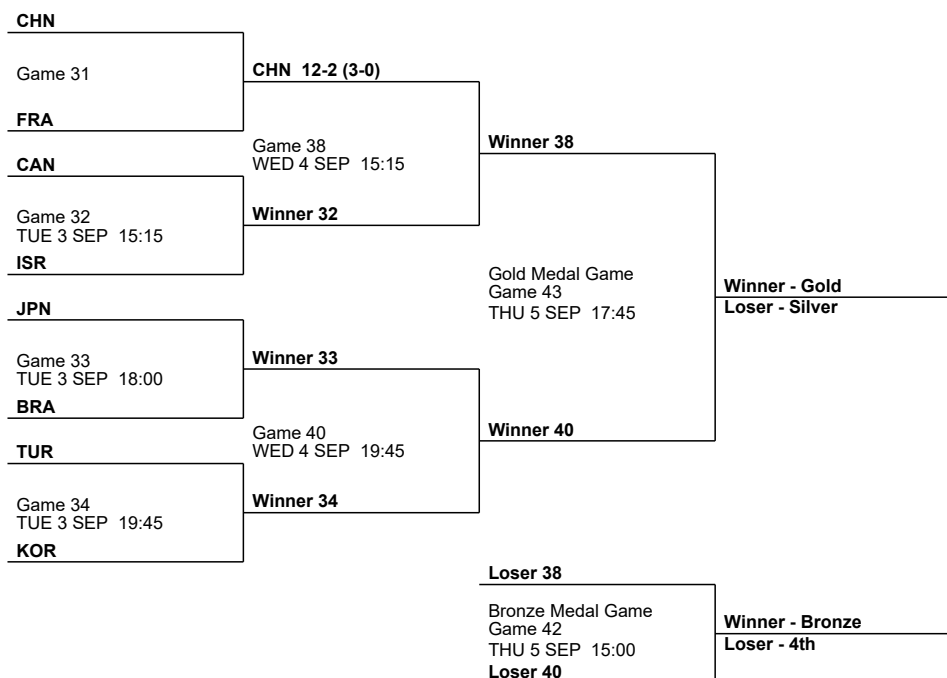 CHN
Game 31
FRA
CHN 12-2 (3-0)
Game 38
WED 4 SEP 15:15
CAN
Game 32
TUE 3 SEP 15:15
ISR
Winner 32
Winner 38
Gold Medal Game
Game 43
THU 5 SEP 17:45
Winner - Gold
Loser - Silver
JPN
Game 33
TUE 3 SEP 18:00
BRA
Winner 33
Game 40
WED 4 SEP 19:45
Winner 40
TUR
Game 34
TUE 3 SEP 19:45
KOR
Winner 34
Loser 38
Bronze Medal Game
Game 42
THU 5 SEP 15:00
Loser 40
Winner - Bronze
Loser - 4th